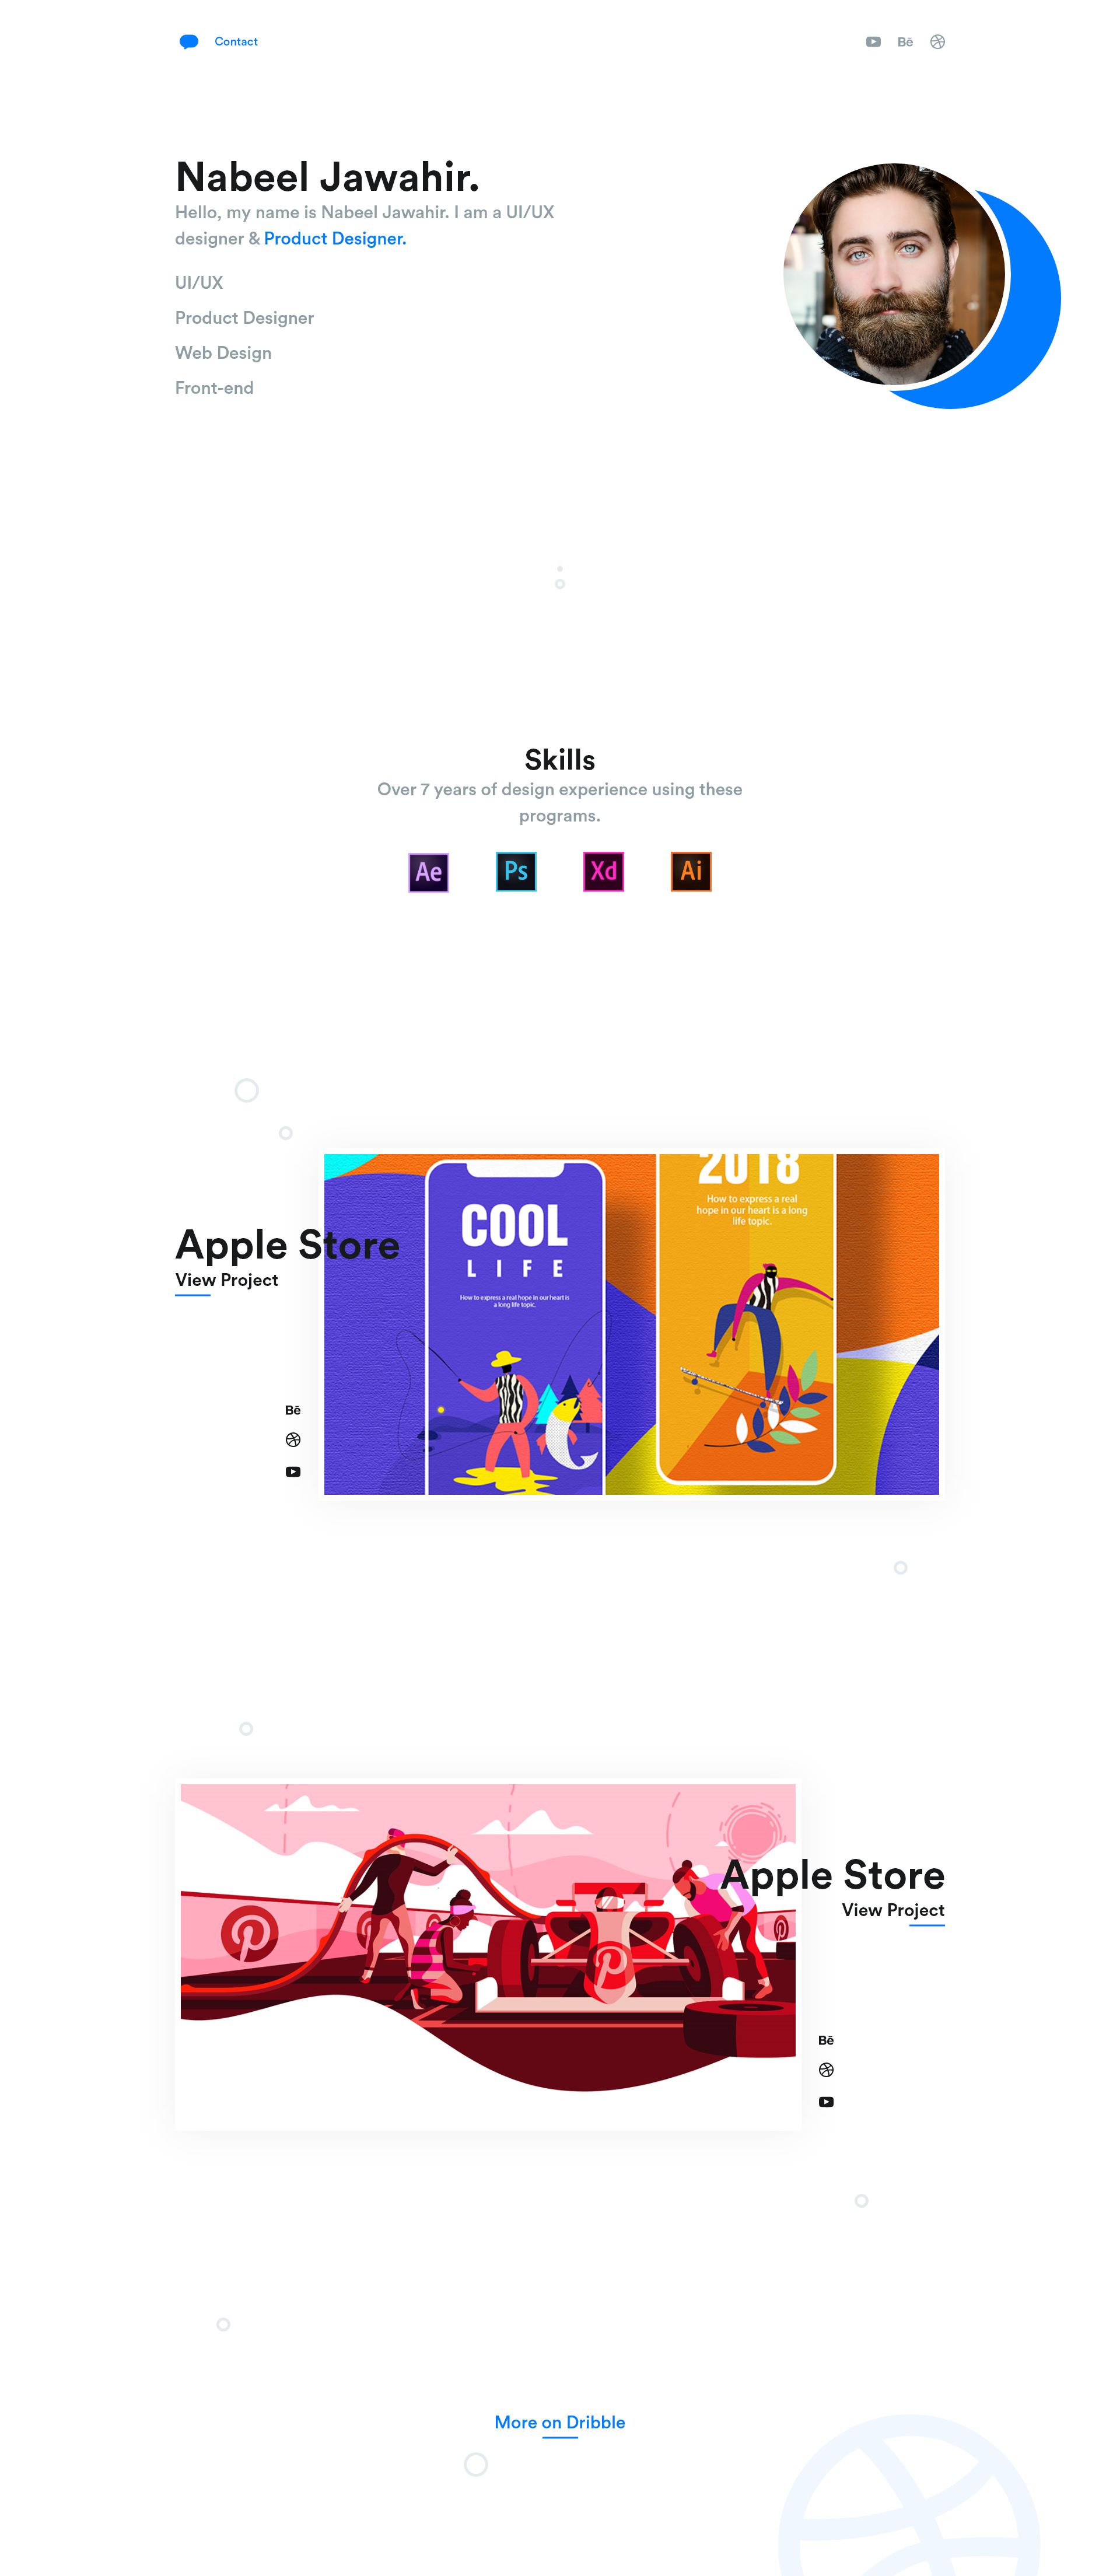 Contact
Bē
Nabeel Jawahir.
Hello, my name is Nabeel Jawahir. I am a UI/UX
designer & Product Designer.
UI/UX
Product Designer
Web Design
Front-end
Skills
Over 7 years of design experience using these
programs.
Ae
Ps
Xd
Ai
2018
How to express a real
hope in our heart is a long
life topic.
COOL
LIFE
How to express a real hope in our heart is
a long life topic.
Apple Store
View Project
Bē
Apple Store
View Project
Bē
More on Dribble